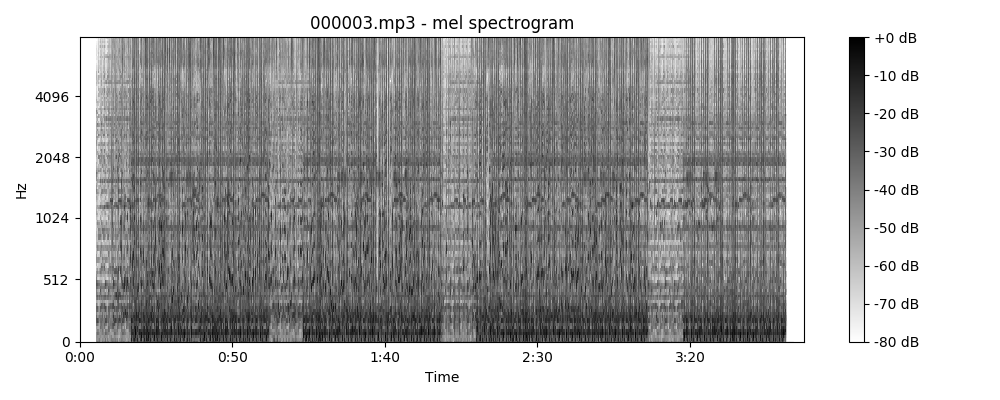 000003.mp3 - mel spectrogram
+0 dB
-10 dB
-20 dB
-30 dB
-40 dB
-50 dB
-60 dB
-70 dB
-80 dB
Hz
4096
2048
1024
512
0
0:00
0:50
1:40
2:30
3:20
Time